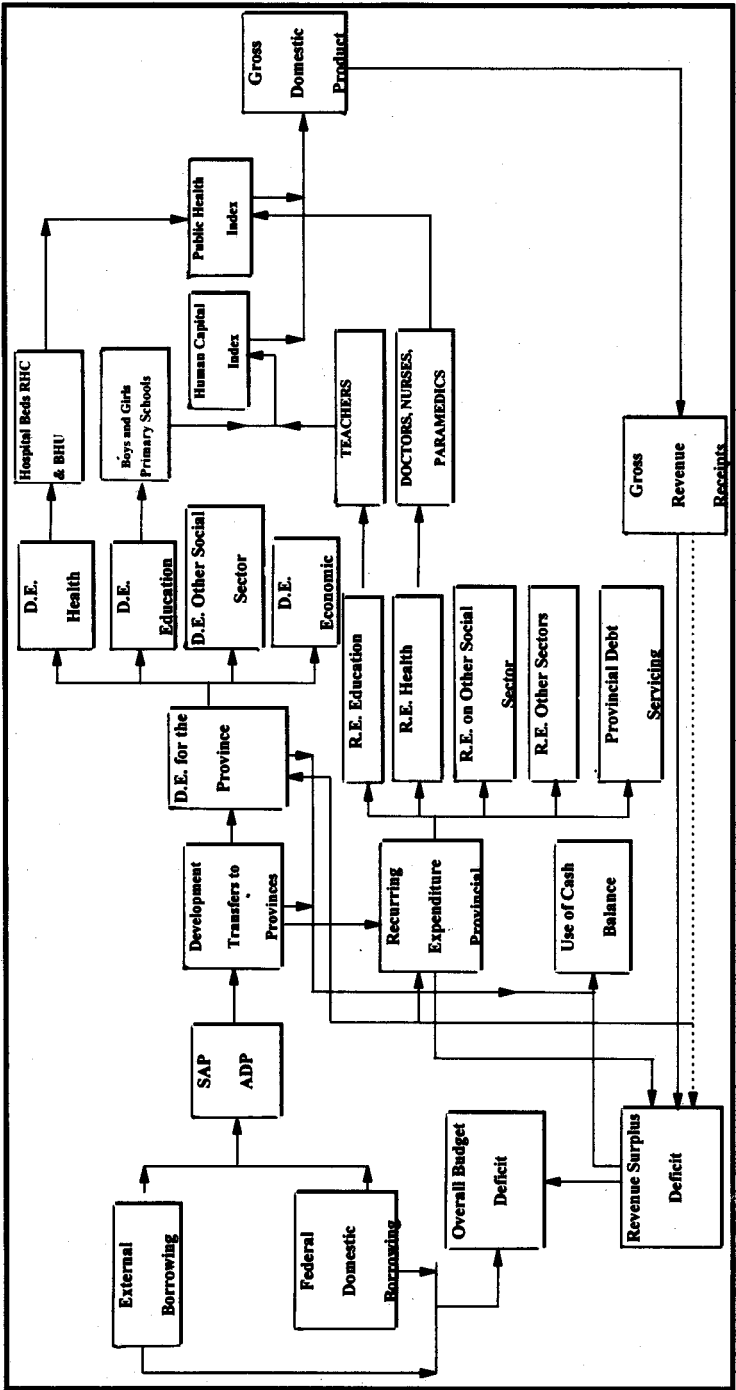 External
Borrowing
Federal
Domestic
Borrowing
SAP
ADP
Overall Budget
Deficit
Revenue Surplus
Deficit
Development
Transfers to
Provinces
D.E. for the
Province
Recurring
Expenditure
Provincial
Use of Cash
Balance
D.E.
Health
D.E.
Education
D.E. Other Social
Sector
D.E.
Economic
R.E. Education
R.E. Health
R.E. on Other Social
Sector
R.E. Other Sectors
Provincial Debt
Servicing
Hospital Beds RHC
& BHU
Boys and Girls
Primary Schools
TEACHERS
DOCTORS, NURSES,
PARAMEDICS
Human Capital
Index
Public Health
Index
Gross
Domestic
Product
Gross
Revenue
Receipts